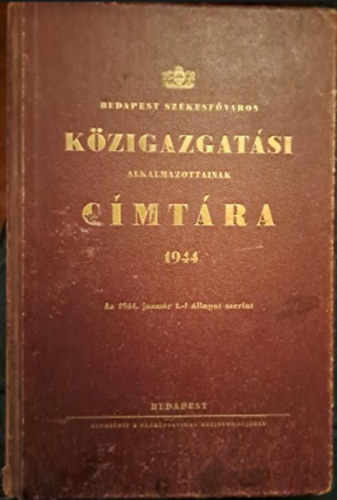 BUDAPEST SZÉKESFŐVÁROS
KÖZIGAZGATÁSI
ALKALMAZOTTAINAK
CÍMTÁRA
1944
Az 1944. január 1.-i állapot szerint
BUDAPEST
A